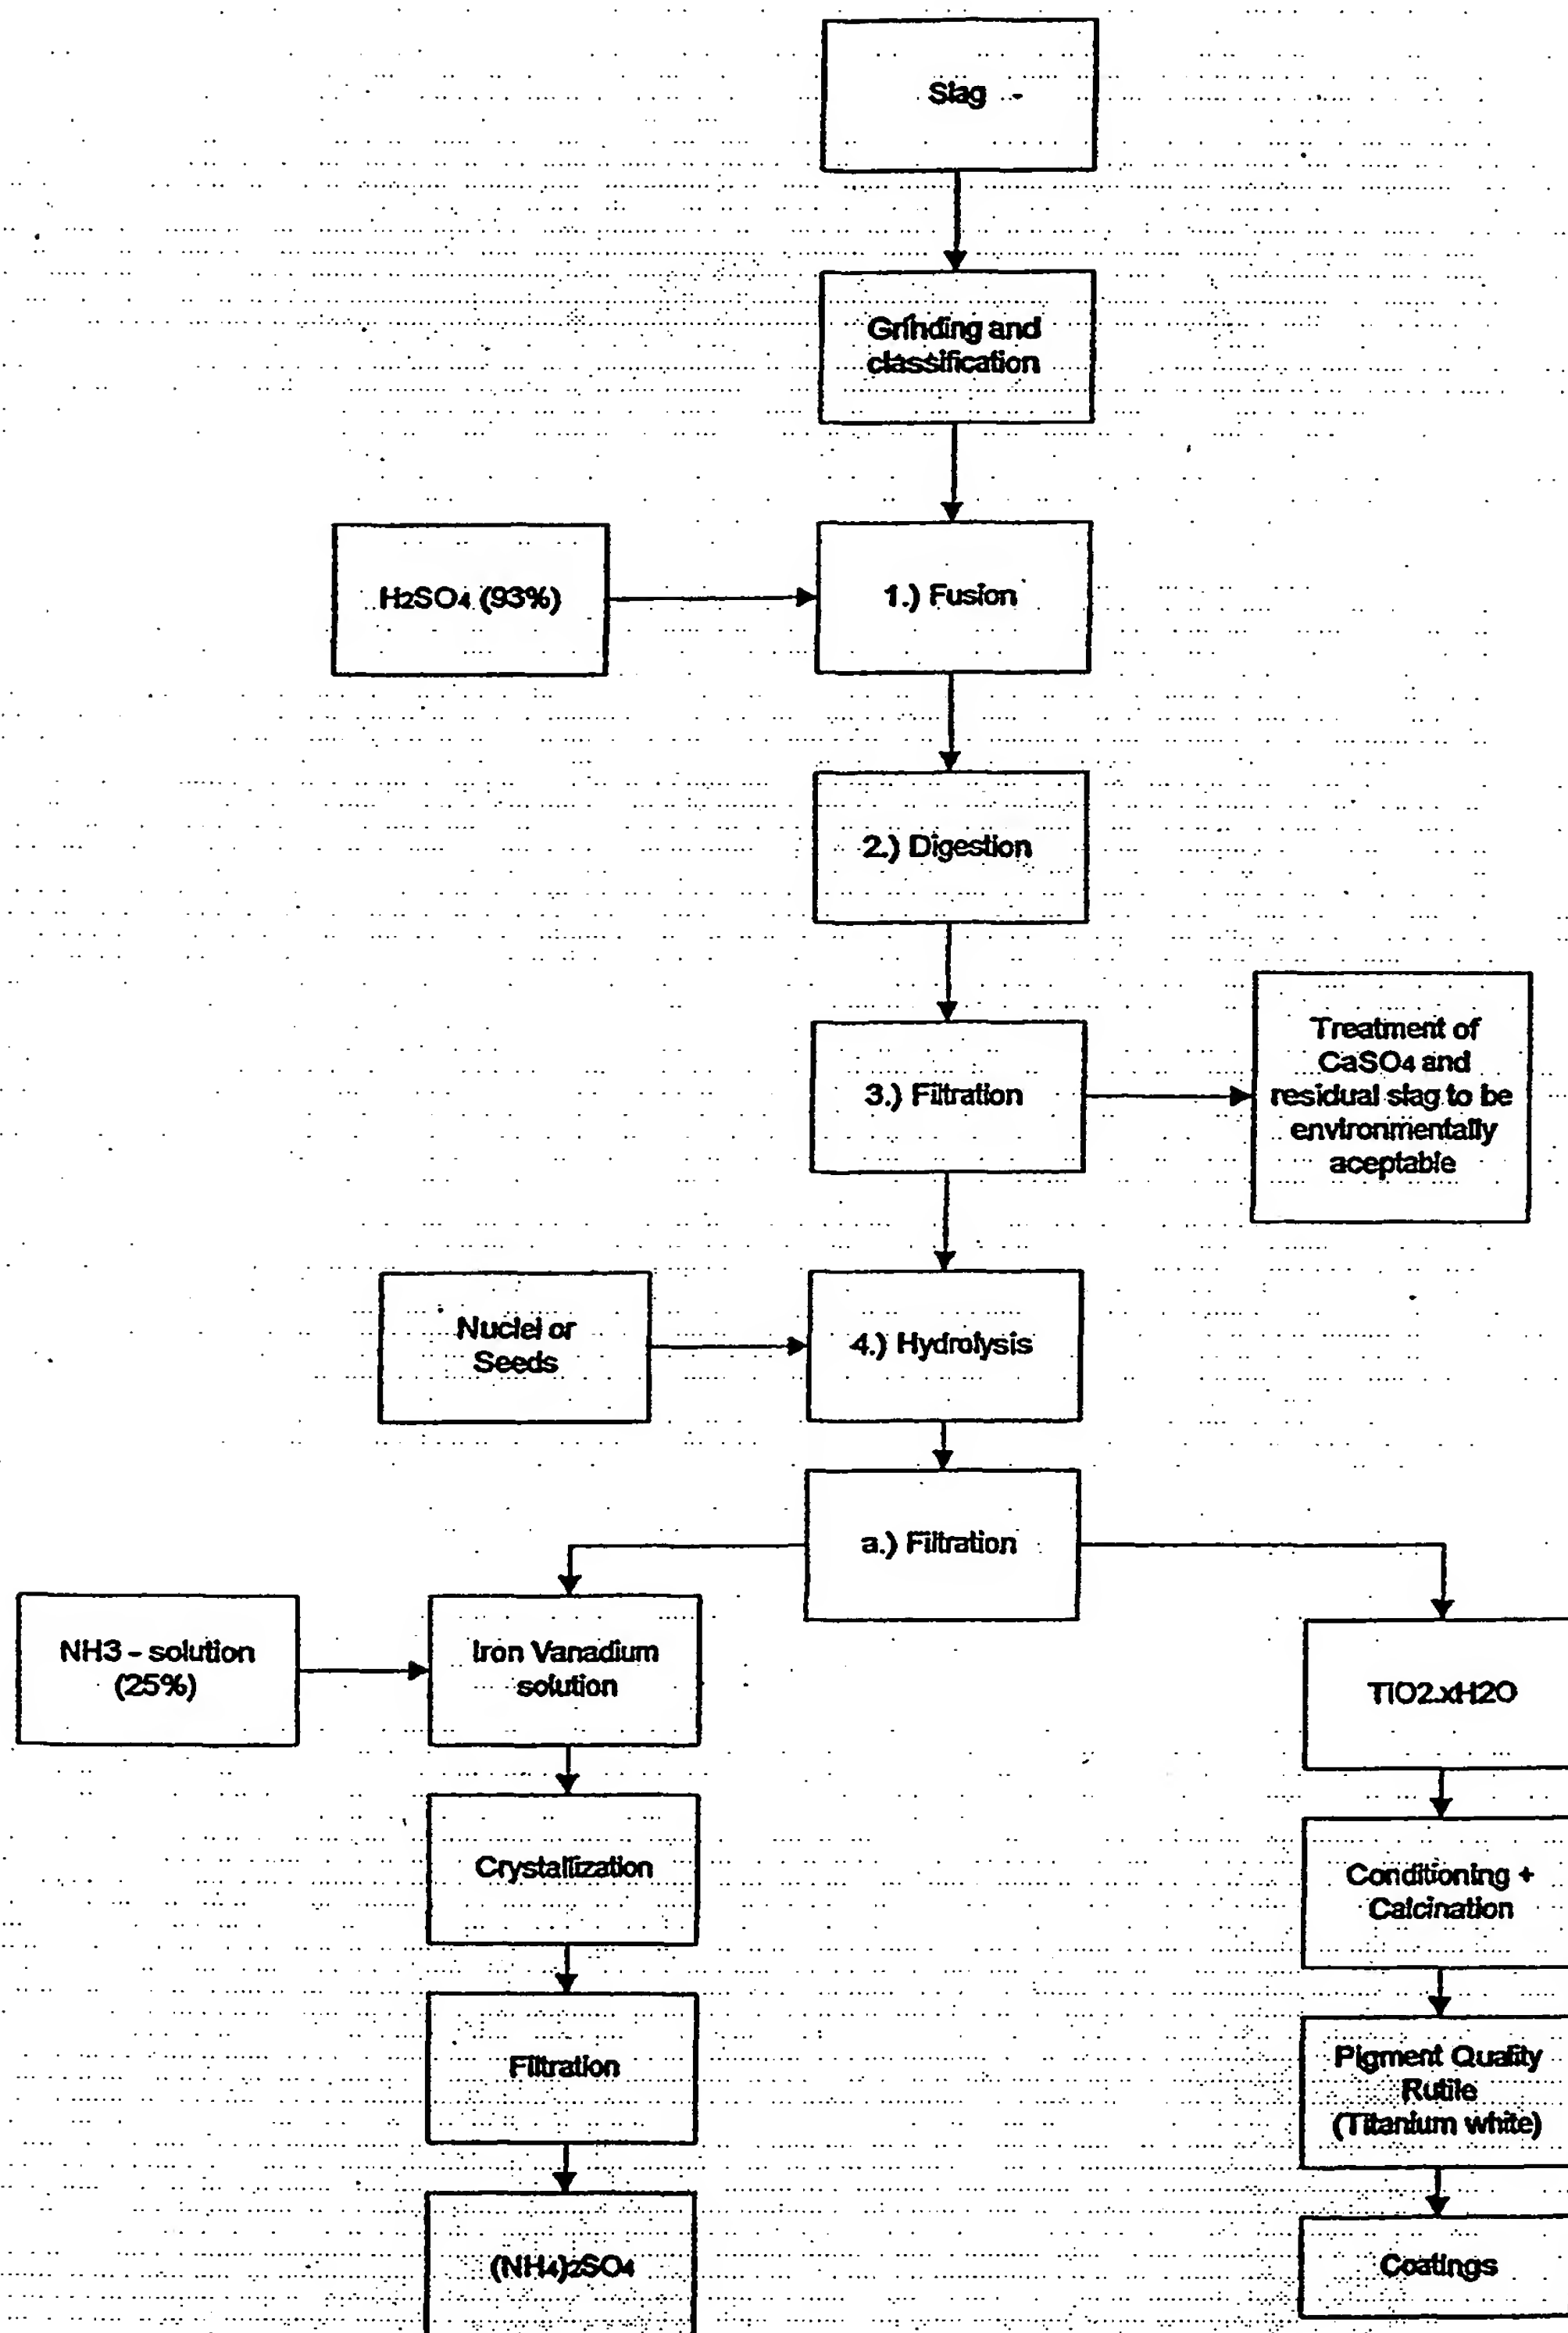 Slag -
Grinding and
classification
H2SO4 (93%)
1.) Fusion
2.) Digestion
3.) Filtration
Treatment of
CaSO4 and
residual slag to be
environmentally
aceptable
Nuclei or
Seeds
4.) Hydrolysis
a.) Filtration
NH3 - solution
(25%)
Iron Vanadium
solution
TiO2.xH2O
Crystallization
Conditioning +
Calcination
Filtration
Pigment Quality
Rutile
(Titanium white)
(NH4)2SO4
Coatings